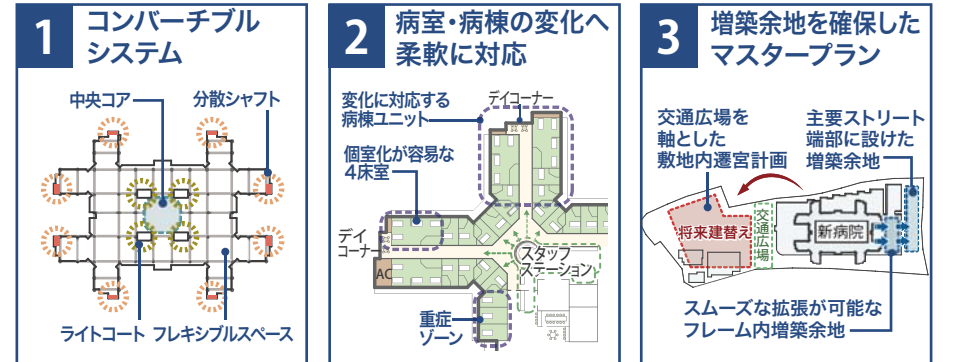 1
コンバーチブル
システム
中央コア
分散シャフト
ライトコート
フレキシブルスペース
2
病室・病棟の変化へ
柔軟に対応
変化に対応する
病棟ユニット
デイコーナー
個室化が容易な
4床室
デイ
コーナー
AC
スタッフ
ステーション
重症
ゾーン
3
増築余地を確保した
マスタープラン
交通広場を
軸とした
敷地内遷宮計画
主要ストリート
端部に設けた
増築余地
将来建替え
交通広場
新病院
スムーズな拡張が可能な
フレーム内増築余地